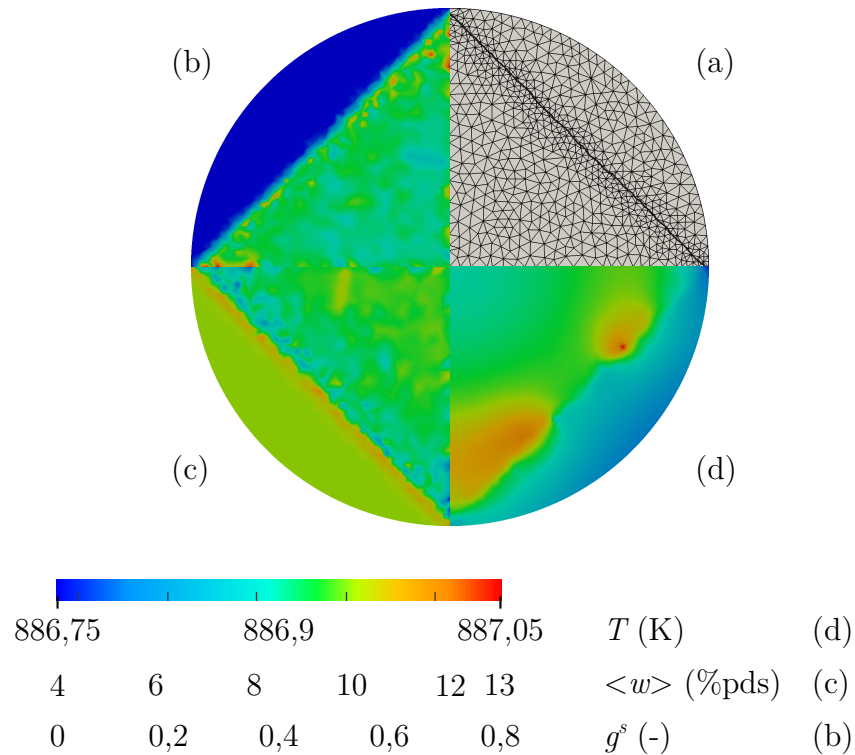 (b) (a)
(c) (d)
886,75 886,9 887,05 T (K) (d)
4 6 8 10 12 13 <w> (%pds) (c)
0 0,2 0,4 0,6 0,8 gˢ (-) (b)